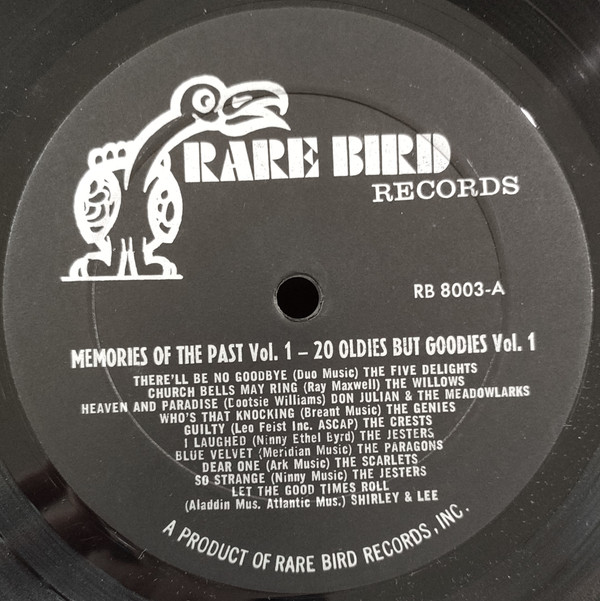 RARE BIRD
RECORDS
RB 8003-A
MEMORIES OF THE PAST Vol. 1 – 20 OLDIES BUT GOODIES Vol. 1
THERE'LL BE NO GOODBYE (Duo Music) THE FIVE DELIGHTS
CHURCH BELLS MAY RING (Ray Maxwell) THE WILLOWS
HEAVEN AND PARADISE (Cootsie Williams) DON JULIAN & THE MEADOWLARKS
WHO'S THAT KNOCKING (Breant Music) THE GENIES
GUILTY (Leo Feist Inc. ASCAP) THE CRESTS
I LAUGHED (Ninny Ethel Byrd) THE JESTERS
BLUE VELVET (Meridian Music) THE PARAGONS
DEAR ONE (Ark Music) THE SCARLETS
SO STRANGE (Ninny Music) THE JESTERS
LET THE GOOD TIMES ROLL
(Aladdin Mus. Atlantic Mus.) SHIRLEY & LEE
A PRODUCT OF RARE BIRD RECORDS, INC.